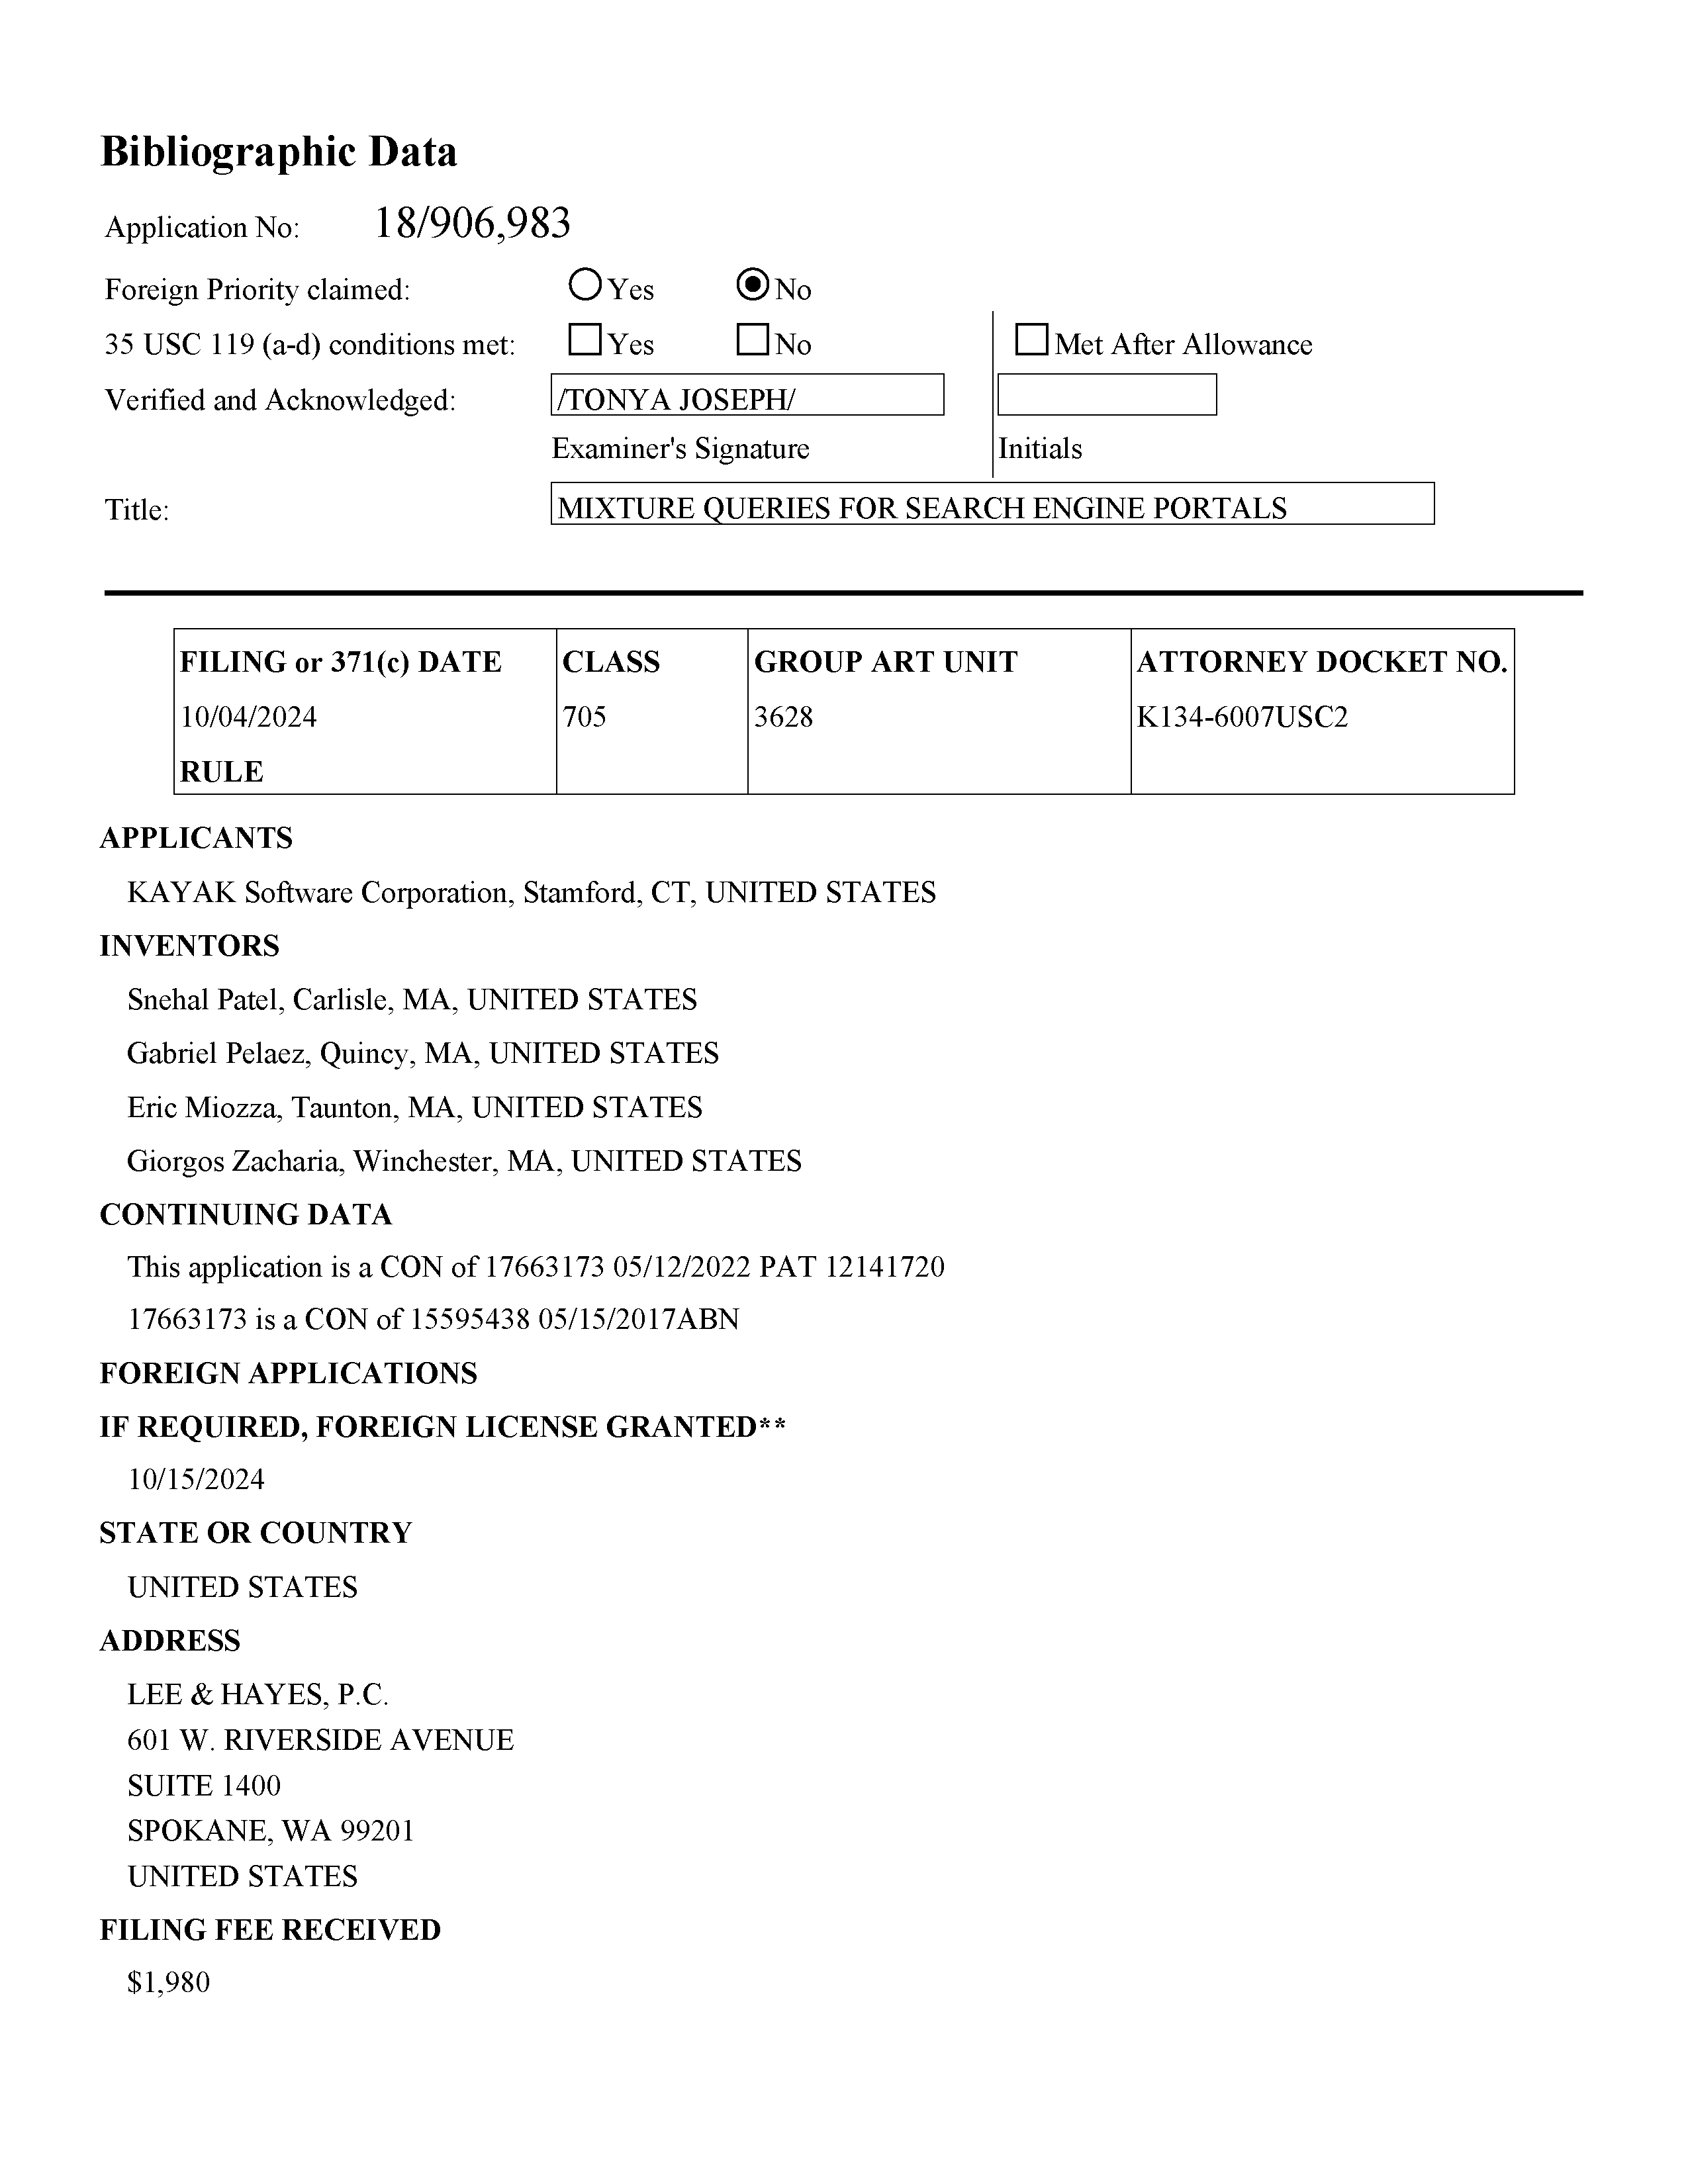 Bibliographic Data
Application No: 18/906,983
Foreign Priority claimed: Yes No
35 USC 119 (a-d) conditions met: Yes No Met After Allowance
Verified and Acknowledged: /TONYA JOSEPH/
Examiner's Signature Initials
Title: MIXTURE QUERIES FOR SEARCH ENGINE PORTALS
FILING or 371(c) DATE CLASS GROUP ART UNIT ATTORNEY DOCKET NO.
10/04/2024 705 3628 K134-6007USC2
RULE
APPLICANTS
KAYAK Software Corporation, Stamford, CT, UNITED STATES
INVENTORS
Snehal Patel, Carlisle, MA, UNITED STATES
Gabriel Pelaez, Quincy, MA, UNITED STATES
Eric Miozza, Taunton, MA, UNITED STATES
Giorgos Zacharia, Winchester, MA, UNITED STATES
CONTINUING DATA
This application is a CON of 17663173 05/12/2022 PAT 12141720
17663173 is a CON of 15595438 05/15/2017ABN
FOREIGN APPLICATIONS
IF REQUIRED, FOREIGN LICENSE GRANTED**
10/15/2024
STATE OR COUNTRY
UNITED STATES
ADDRESS
LEE & HAYES, P.C.
601 W. RIVERSIDE AVENUE
SUITE 1400
SPOKANE, WA 99201
UNITED STATES
FILING FEE RECEIVED
$1,980